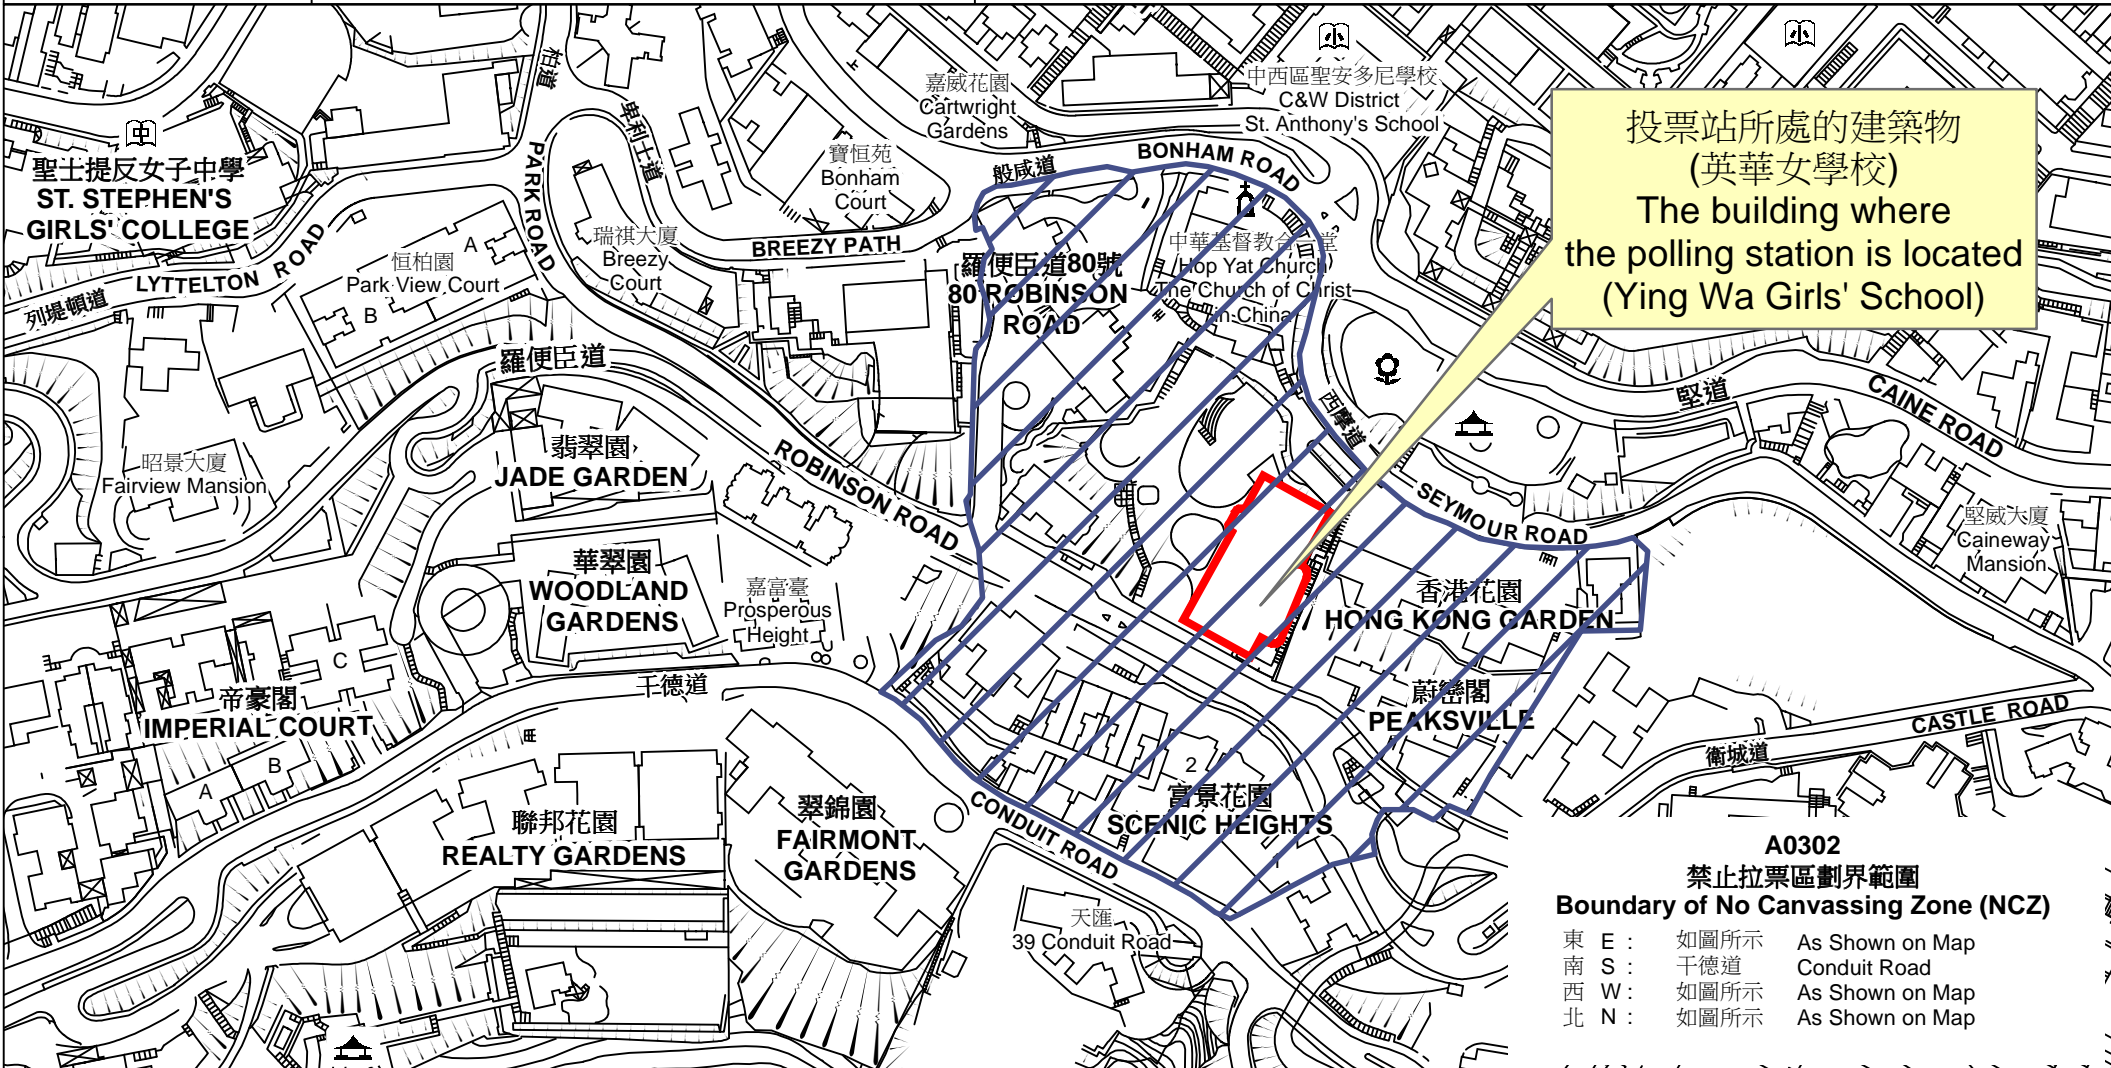 柏道
卑利士道
嘉威花園
Cartwright
Gardens
中西區聖安多尼學校
C&W District
St. Anthony's School
聖士提反女子中學
ST. STEPHEN'S
GIRLS' COLLEGE
PARK ROAD
寶恒苑
Bonham
Court
般咸道
BONHAM ROAD
投票站所處的建築物
(英華女學校)
The building where
the polling station is located
(Ying Wa Girls' School)
列堤頓道
LYTTELTON ROAD
恒柏園
Park View Court
A
B
瑞祺大廈
Breezy
Court
BREEZY PATH
羅便臣道80號
80 ROBINSON
ROAD
中華基督教合一堂
Hop Yat Church
The Church of Christ
in China
羅便臣道
ROBINSON ROAD
西摩道
SEYMOUR ROAD
堅道
CAINE ROAD
昭景大廈
Fairview Mansion
翡翠園
JADE GARDEN
華翠園
WOODLAND
GARDENS
嘉富臺
Prosperous
Height
香港花園
HONG KONG GARDEN
堅威大廈
Caineway
Mansion
C
帝豪閣
IMPERIAL COURT
A
B
干德道
蔚巒閣
PEAKSVILLE
衛城道
CASTLE ROAD
聯邦花園
REALTY GARDENS
翠錦園
FAIRMONT
GARDENS
CONDUIT ROAD
2
富景花園
SCENIC HEIGHTS
1
天匯
39 Conduit Road
A0302
禁止拉票區劃界範圍
Boundary of No Canvassing Zone (NCZ)
東 E : 如圖所示 As Shown on Map
南 S : 干德道 Conduit Road
西 W : 如圖所示 As Shown on Map
北 N : 如圖所示 As Shown on Map